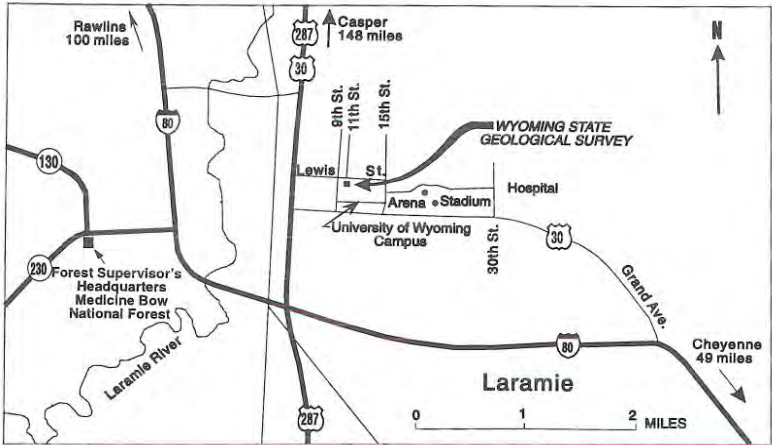 Rawlins
100 miles
287
Casper
148 miles
N
30
9th St.
11th St.
15th St.
80
WYOMING STATE
GEOLOGICAL SURVEY
130
Lewis St.
Hospital
Arena
Stadium
University of Wyoming
Campus
30th St.
30
230
Forest Supervisor's
Headquarters
Medicine Bow
National Forest
Grand Ave.
Laramie River
80
Cheyenne
49 miles
Laramie
287
0 1 2
MILES